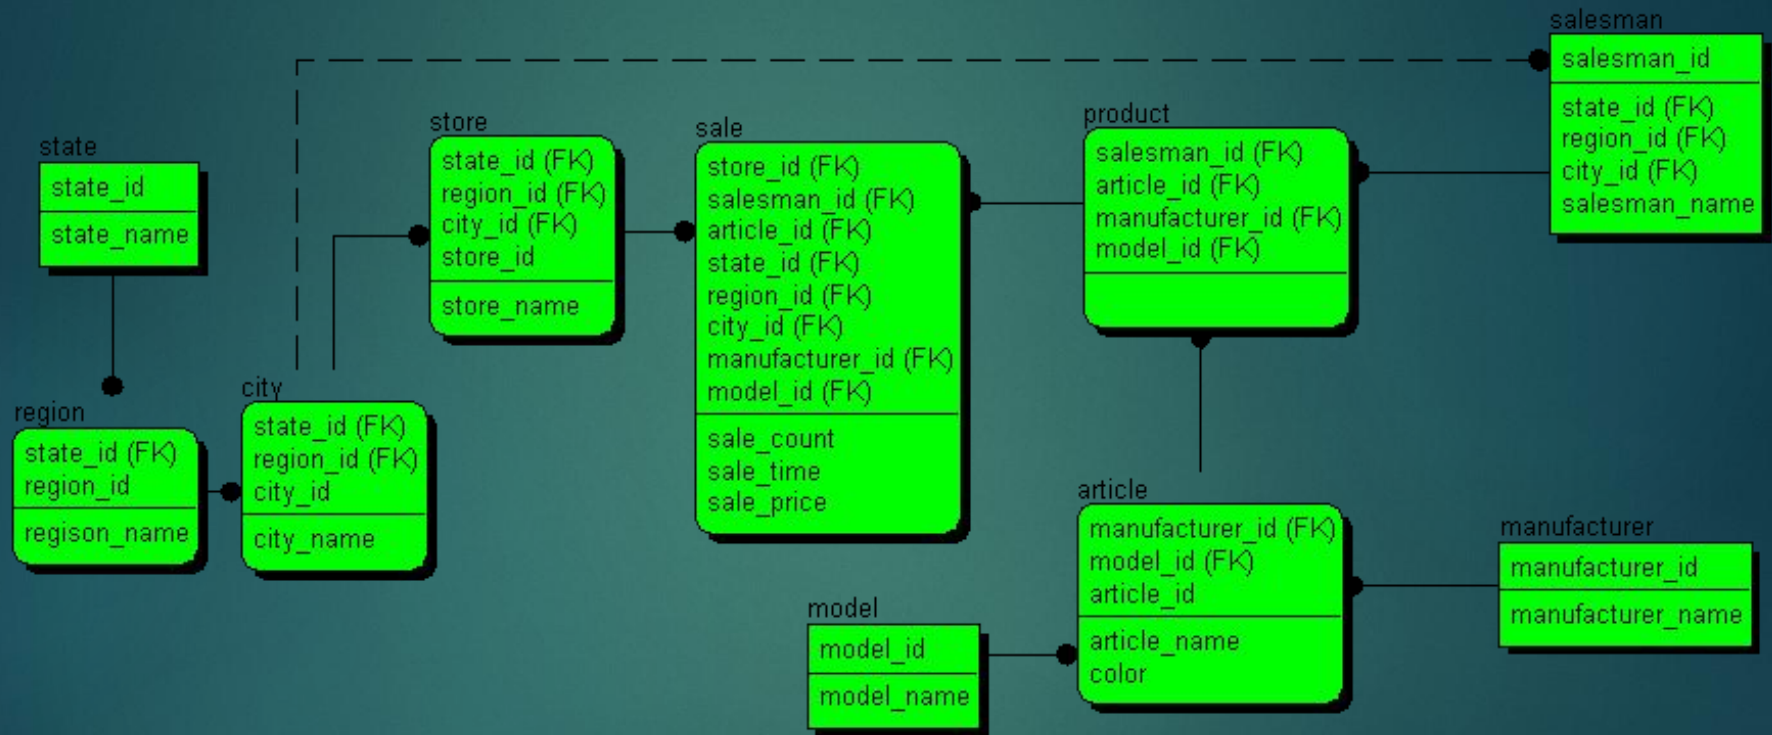 state
state_id
state_name
region
state_id (FK)
region_id
regison_name
city
state_id (FK)
region_id (FK)
city_id
city_name
store
state_id (FK)
region_id (FK)
city_id (FK)
store_id
store_name
sale
store_id (FK)
salesman_id (FK)
article_id (FK)
state_id (FK)
region_id (FK)
city_id (FK)
manufacturer_id (FK)
model_id (FK)
sale_count
sale_time
sale_price
product
salesman_id (FK)
article_id (FK)
manufacturer_id (FK)
model_id (FK)
salesman
salesman_id
state_id (FK)
region_id (FK)
city_id (FK)
salesman_name
model
model_id
model_name
article
manufacturer_id (FK)
model_id (FK)
article_id
article_name
color
manufacturer
manufacturer_id
manufacturer_name